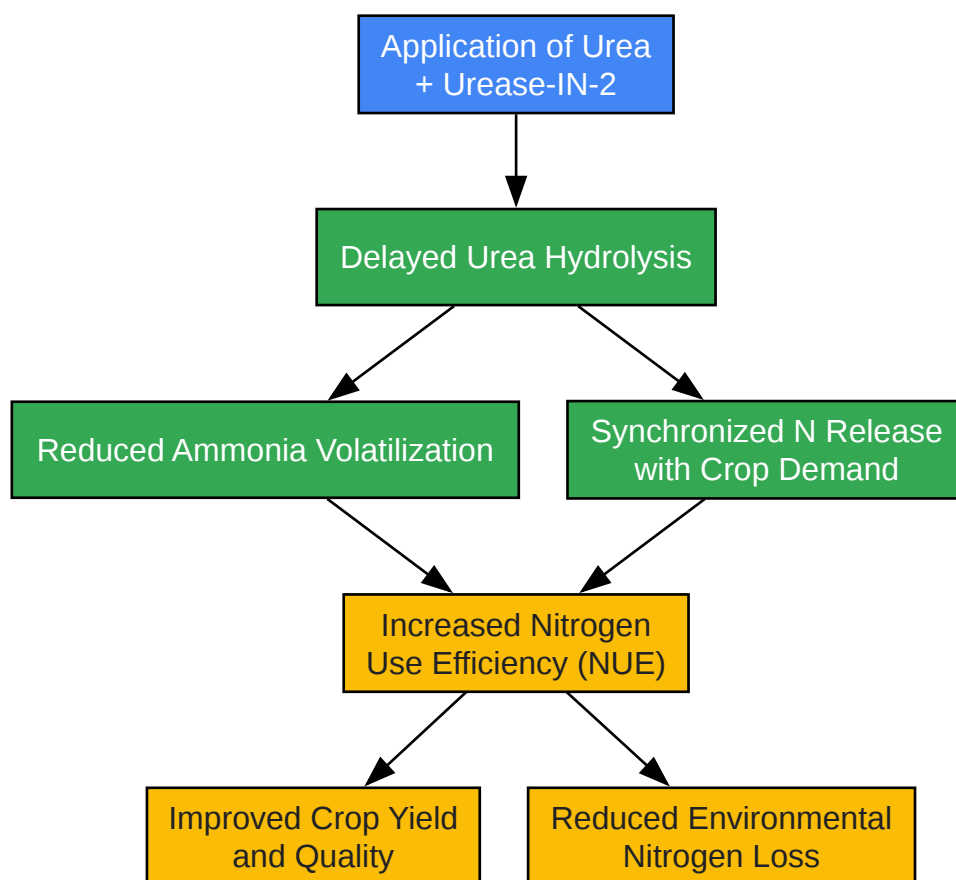 Application of Urea
+ Urease-IN-2
Delayed Urea Hydrolysis
Reduced Ammonia Volatilization
Synchronized N Release
with Crop Demand
Increased Nitrogen
Use Efficiency (NUE)
Improved Crop Yield
and Quality
Reduced Environmental
Nitrogen Loss